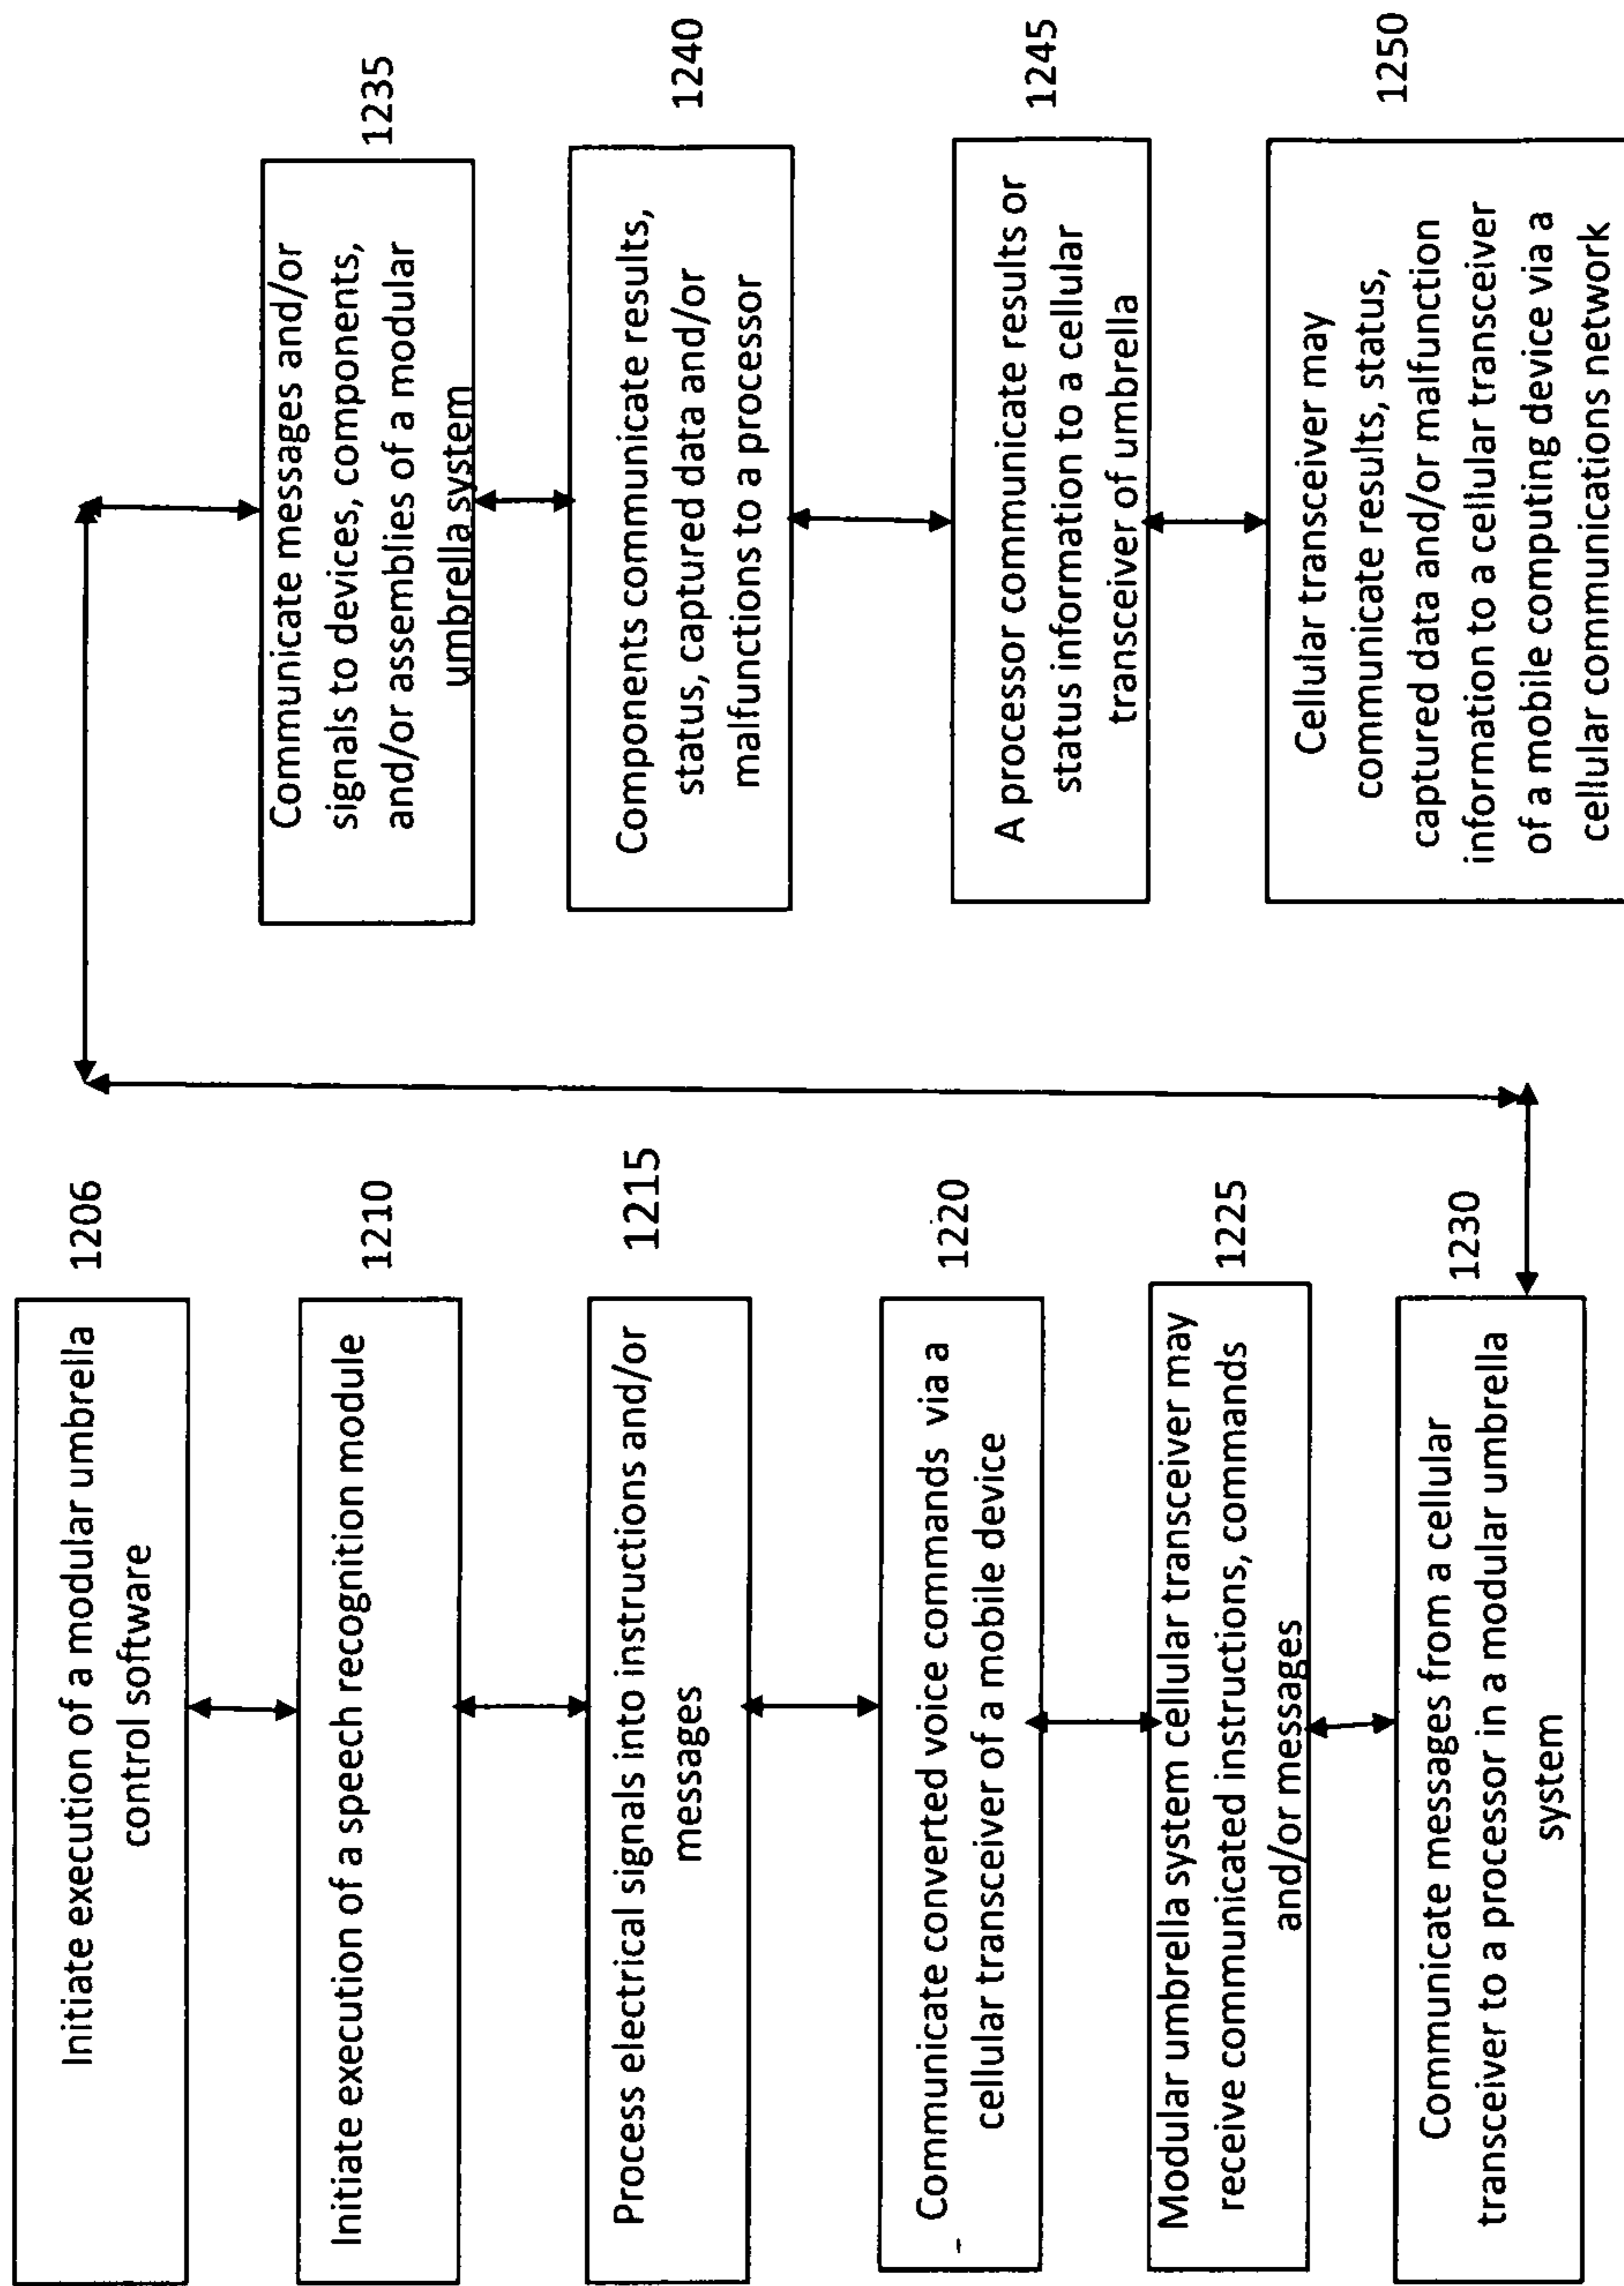 Initiate execution of a modular umbrella
control software
1206
Initiate execution of a speech recognition module
1210
Process electrical signals into instructions and/or
messages
1215
Communicate converted voice commands via a
cellular transceiver of a mobile device
1220
Modular umbrella system cellular transceiver may
receive communicated instructions, commands
and/or messages
1225
Communicate messages from a cellular
transceiver to a processor in a modular umbrella
system
1230
Communicate messages and/or
signals to devices, components,
and/or assemblies of a modular
umbrella system
1235
Components communicate results,
status, captured data and/or
malfunctions to a processor
1240
A processor communicate results or
status information to a cellular
transceiver of umbrella
1245
Cellular transceiver may
communicate results, status,
captured data and/or malfunction
information to a cellular transceiver
of a mobile computing device via a
cellular communications network
1250